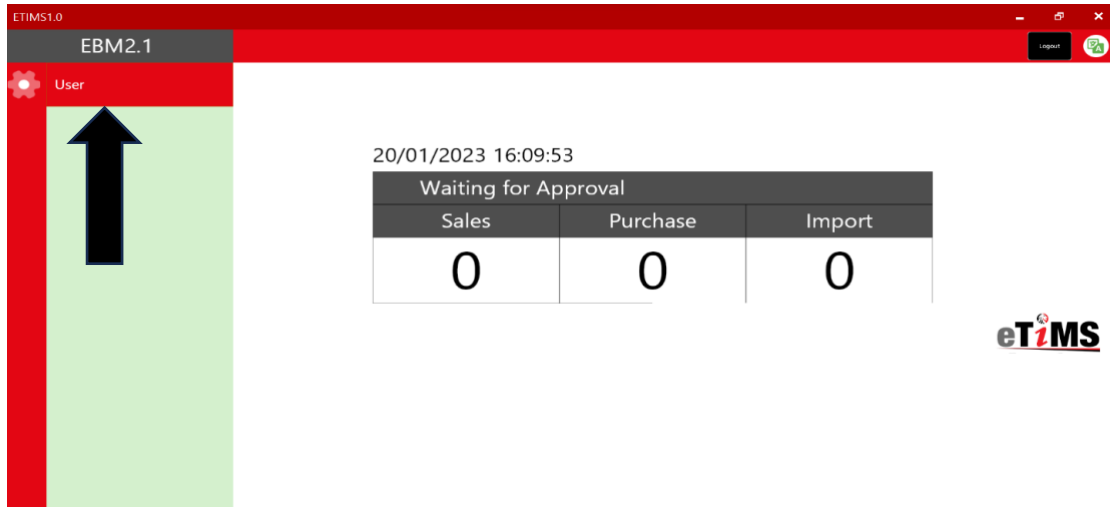 ETIMS1.0
EBM2.1
Logout
User
20/01/2023 16:09:53
Waiting for Approval
Sales Purchase Import
0 0 0
eTiMS